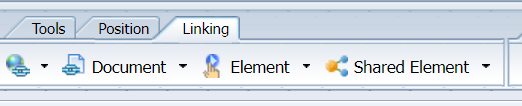 Tools Position Linking
Document Element Shared Element